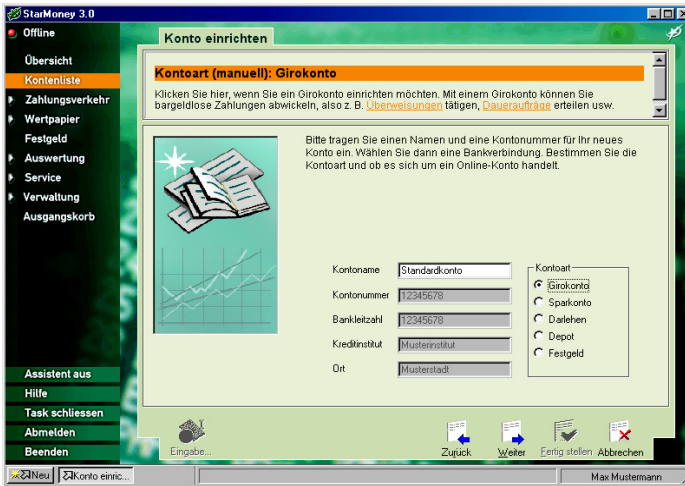 StarMoney 3.0
Offline
Übersicht
Kontenliste
Zahlungsverkehr
Wertpapier
Festgeld
Auswertung
Service
Verwaltung
Ausgangskorb
Assistent aus
Hilfe
Task schliessen
Abmelden
Beenden
Konto einrichten
Kontoart (manuell): Girokonto
Klicken Sie hier, wenn Sie ein Girokonto einrichten möchten. Mit einem Girokonto können Sie
bargeldlose Zahlungen abwickeln, also z. B. Überweisungen tätigen, Daueraufträge erteilen usw.
Bitte tragen Sie einen Namen und eine Kontonummer für Ihr neues
Konto ein. Wählen Sie dann eine Bankverbindung. Bestimmen Sie die
Kontoart und ob es sich um ein Online-Konto handelt.
Kontoname Standardkonto
Kontonummer 12345678
Bankleitzahl 12345678
Kreditinstitut Musterinstitut
Ort Musterstadt
Kontoart
Girokonto
Sparkonto
Darlehen
Depot
Festgeld
Eingabe... Zurück Weiter Fertig stellen Abbrechen
Neu Konto einric... Max Mustermann